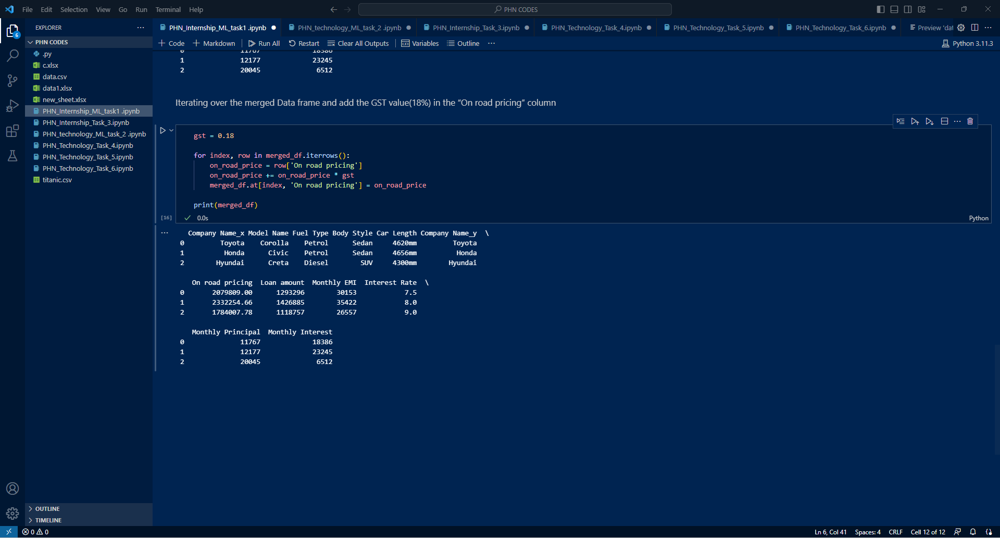 File Edit Selection View Go Run Terminal Help
PHN CODES
EXPLORER
PHN_Internship_ML_task1 .ipynb
PHN_technology_ML_task_2 .ipynb
PHN_Internship_Task_3.ipynb
PHN_Technology_Task_4.ipynb
PHN_Technology_Task_5.ipynb
PHN_Technology_Task_6.ipynb
Preview 'dat
Code Markdown Run All Restart Clear All Outputs Variables Outline
Python 3.11.3
6
PHN CODES
.py
c.xlsx
data.csv
data1.xlsx
new_sheet.xlsx
PHN_Internship_ML_task1 .ipynb
PHN_Internship_Task_3.ipynb
PHN_technology_ML_task_2 .ipynb
PHN_Technology_Task_4.ipynb
PHN_Technology_Task_5.ipynb
PHN_Technology_Task_6.ipynb
titanic.csv
OUTLINE
TIMELINE
0 11767 18386
1 12177 23245
2 20045 6512
Iterating over the merged Data frame and add the GST value(18%) in the “On road pricing” column
gst = 0.18
for index, row in merged_df.iterrows():
on_road_price = row['On road pricing']
on_road_price += on_road_price * gst
merged_df.at[index, 'On road pricing'] = on_road_price
print(merged_df)
[16] 0.0s Python
Company Name_x Model Name Fuel Type Body Style Car Length Company Name_y \
0 Toyota Corolla Petrol Sedan 4620mm Toyota
1 Honda Civic Petrol Sedan 4656mm Honda
2 Hyundai Creta Diesel SUV 4300mm Hyundai
On road pricing Loan amount Monthly EMI Interest Rate \
0 2079809.00 1293296 30153 7.5
1 2332254.66 1426885 35422 8.0
2 1784007.78 1118757 26557 9.0
Monthly Principal Monthly Interest
0 11767 18386
1 12177 23245
2 20045 6512
0 0 Ln 6, Col 41 Spaces: 4 CRLF Cell 12 of 12